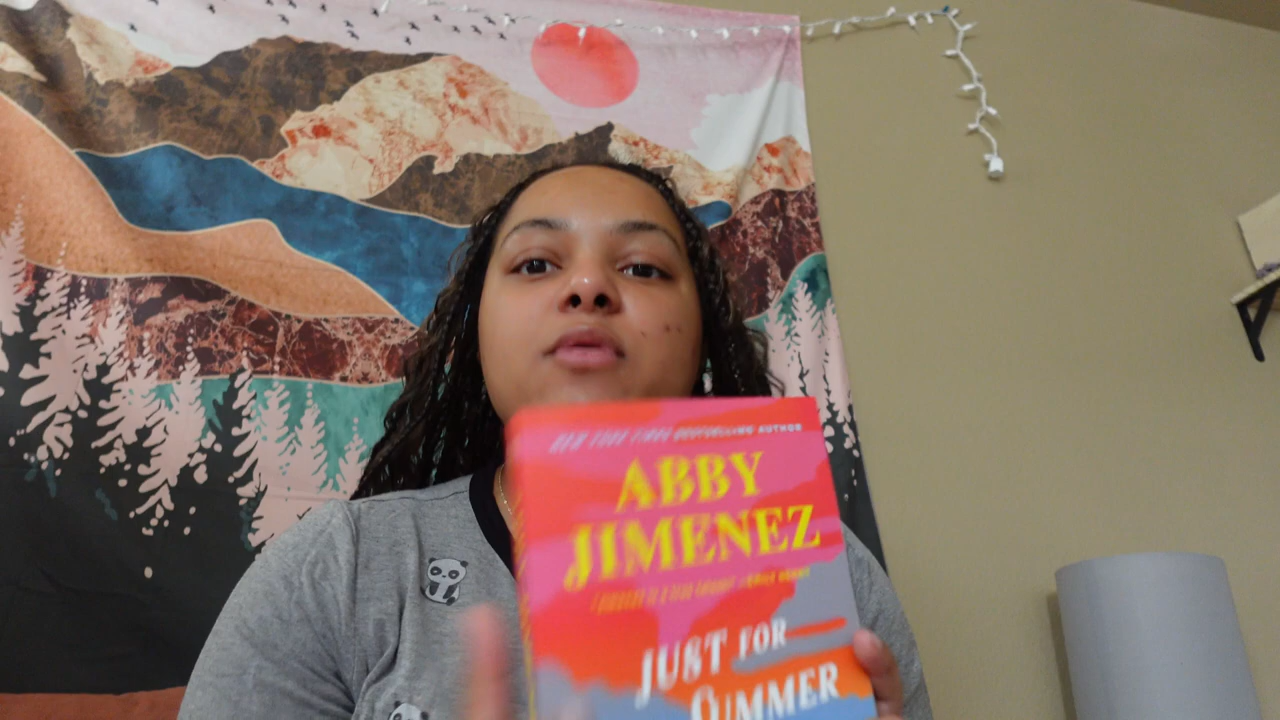 NEW YORK TIMES BESTSELLING AUTHOR
ABBY
JIMENEZ
JUST FOR
SUMMER